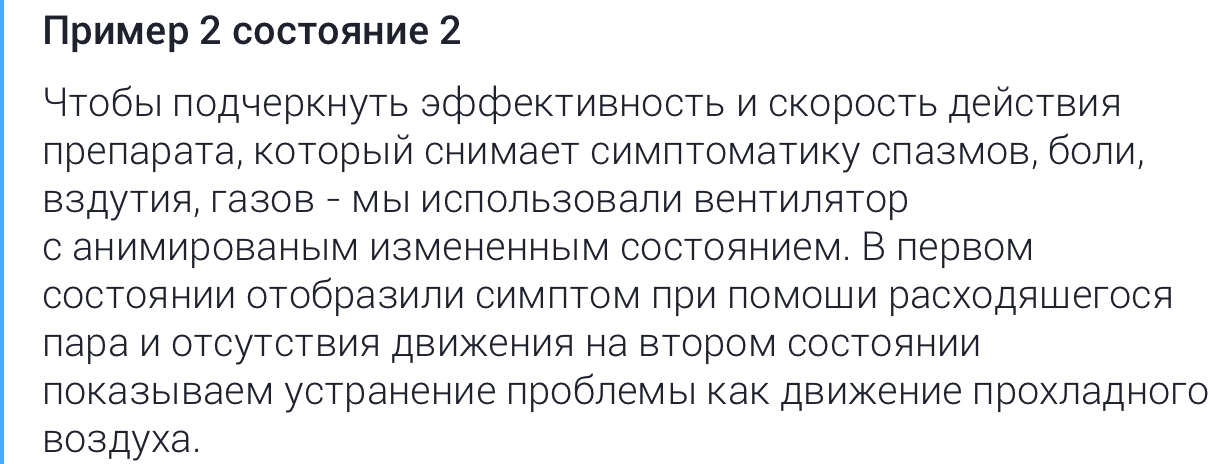 Пример 2 состояние 2
Чтобы подчеркнуть эффективность и скорость действия
препарата, который снимает симптоматику спазмов, боли,
вздутия, газов - мы использовали вентилятор
с анимированым измененным состоянием. В первом
состоянии отобразили симптом при помоши расходяшегося
пара и отсутствия движения на втором состоянии
показываем устранение проблемы как движение прохладного
воздуха.